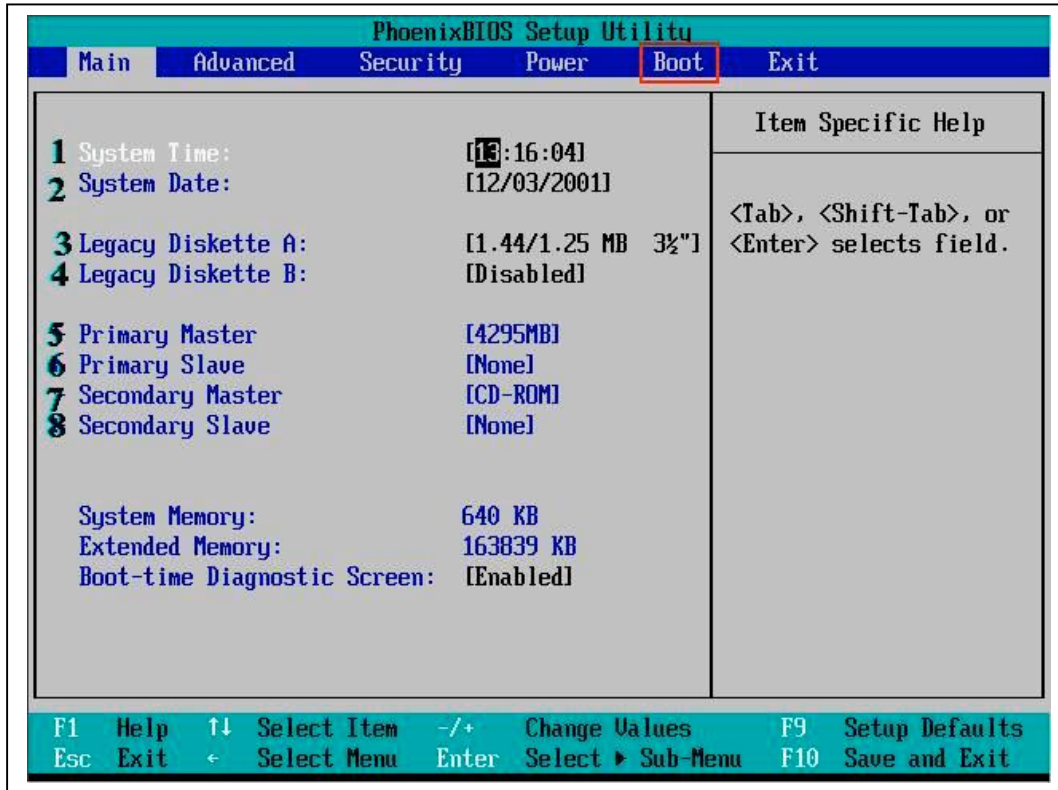 PhoenixBIOS Setup Utility
Main Advanced Security Power Boot Exit
Item Specific Help
1 System Time: [13:16:04]
2 System Date: [12/03/2001]
<Tab>, <Shift-Tab>, or
<Enter> selects field.
3 Legacy Diskette A: [1.44/1.25 MB 3½"]
4 Legacy Diskette B: [Disabled]
5 Primary Master [4295MB]
6 Primary Slave [None]
7 Secondary Master [CD-ROM]
8 Secondary Slave [None]
System Memory: 640 KB
Extended Memory: 163839 KB
Boot-time Diagnostic Screen: [Enabled]
F1 Help ↑↓ Select Item -/+ Change Values F9 Setup Defaults
Esc Exit ← Select Menu Enter Select ▶ Sub-Menu F10 Save and Exit